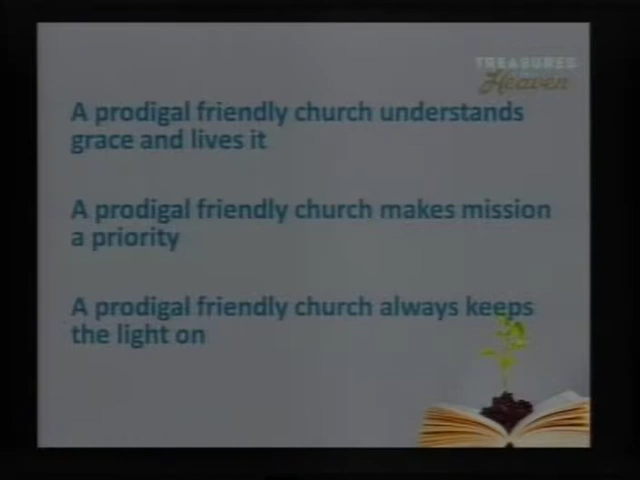 TREASURES
Heaven
A prodigal friendly church understands
grace and lives it
A prodigal friendly church makes mission
a priority
A prodigal friendly church always keeps
the light on